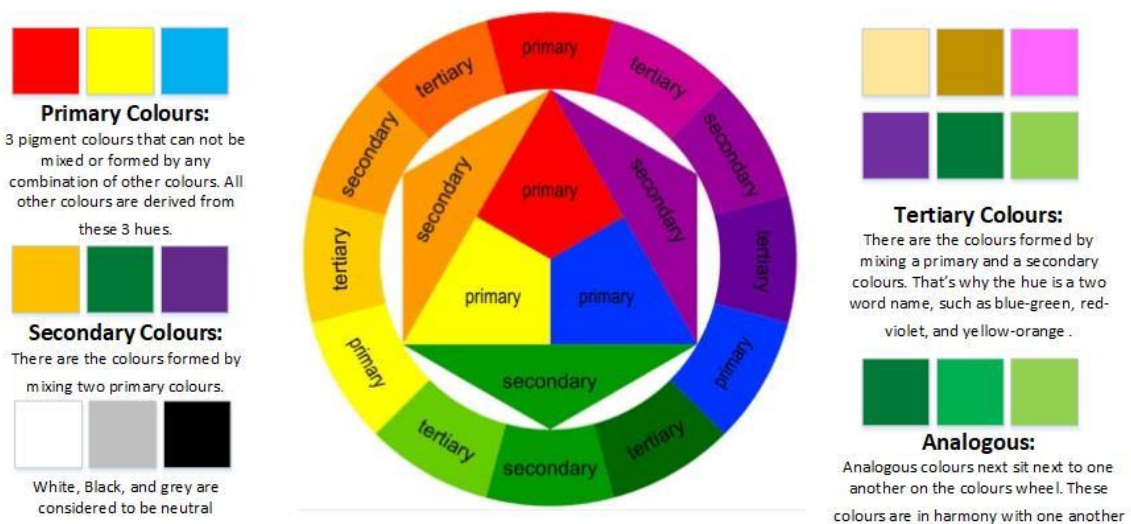 Primary Colours:
3 pigment colours that can not be
mixed or formed by any
combination of other colours. All
other colours are derived from
these 3 hues.
Secondary Colours:
There are the colours formed by
mixing two primary colours.
White, Black, and grey are
considered to be neutral
primary
tertiary
secondary
tertiary
primary
tertiary
secondary
tertiary
primary
tertiary
secondary
tertiary
primary
secondary
secondary
primary
primary
secondary
Tertiary Colours:
There are the colours formed by
mixing a primary and a secondary
colours. That's why the hue is a two
word name, such as blue-green, red-
violet, and yellow-orange .
Analogous:
Analogous colours next sit next to one
another on the colours wheel. These
colours are in harmony with one another